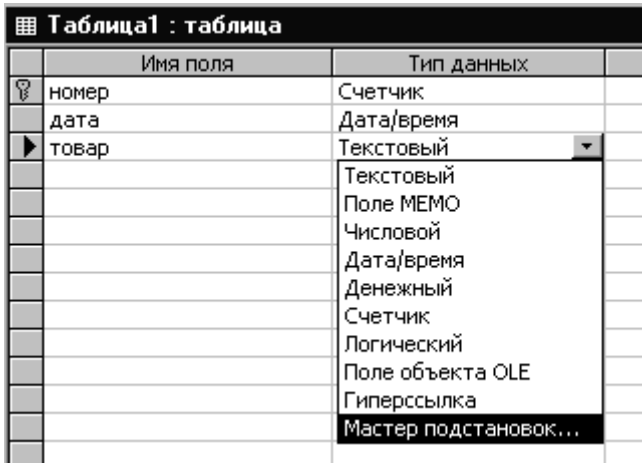 Таблица1 : таблица
Имя поля Тип данных
номер Счетчик
дата Дата/время
товар Текстовый
Текстовый
Поле МЕМО
Числовой
Дата/время
Денежный
Счетчик
Логический
Поле объекта OLE
Гиперссылка
Мастер подстановок...